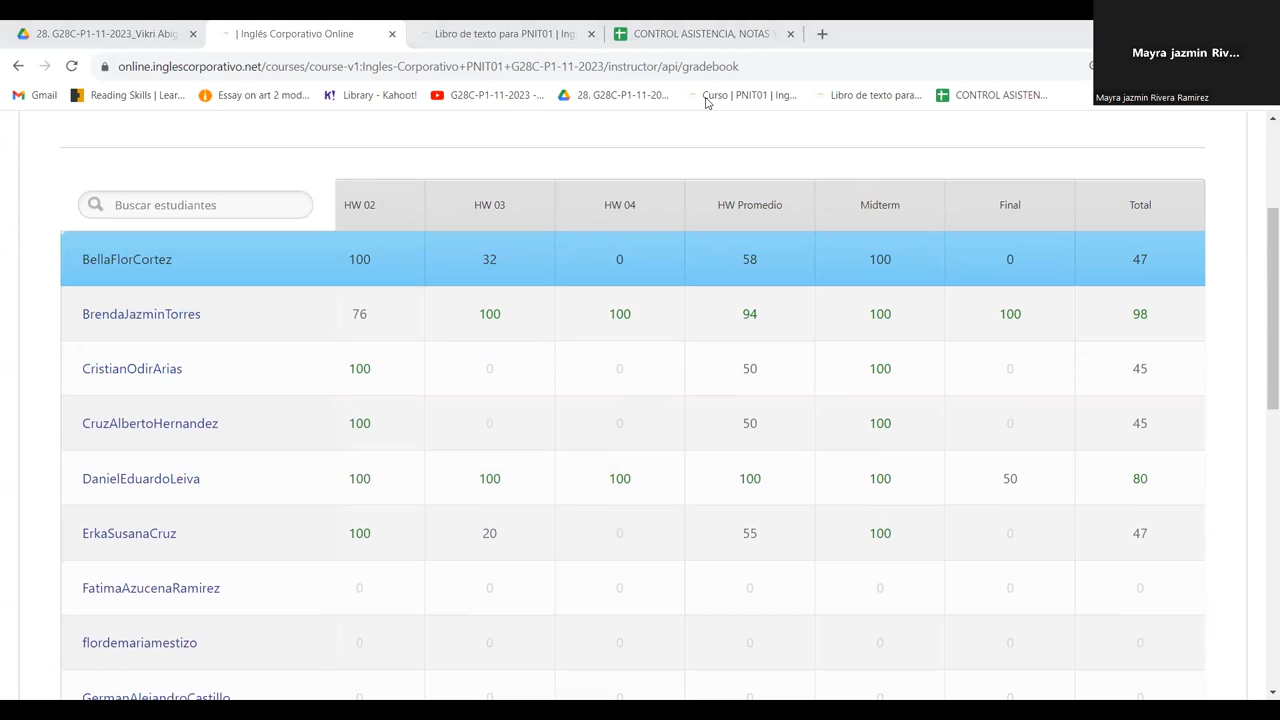 28. G28C-P1-11-2023_Vikri Abig
| Inglés Corporativo Online
Libro de texto para PNIT01 | Ing
CONTROL ASISTENCIA, NOTAS Y
online.inglescorporativo.net/courses/course-v1:Ingles-Corporativo+PNIT01+G28C-P1-11-2023/instructor/api/gradebook
Mayra jazmin Riv...
Mayra jazmin Rivera Ramirez
Gmail
Reading Skills | Lear...
Essay on art 2 mod...
Library - Kahoot!
G28C-P1-11-2023 -...
28. G28C-P1-11-20...
Curso | PNIT01 | Ing...
Libro de texto para...
CONTROL ASISTEN...
Buscar estudiantes HW 02 HW 03 HW 04 HW Promedio Midterm Final Total
BellaFlorCortez 100 32 0 58 100 0 47
BrendaJazminTorres 76 100 100 94 100 100 98
CristianOdirArias 100 0 0 50 100 0 45
CruzAlbertoHernandez 100 0 0 50 100 0 45
DanielEduardoLeiva 100 100 100 100 100 50 80
ErkaSusanaCruz 100 20 0 55 100 0 47
FatimaAzucenaRamirez 0 0 0 0 0 0 0
flordemariamestizo 0 0 0 0 0 0 0
GermanAlejandroCastillo